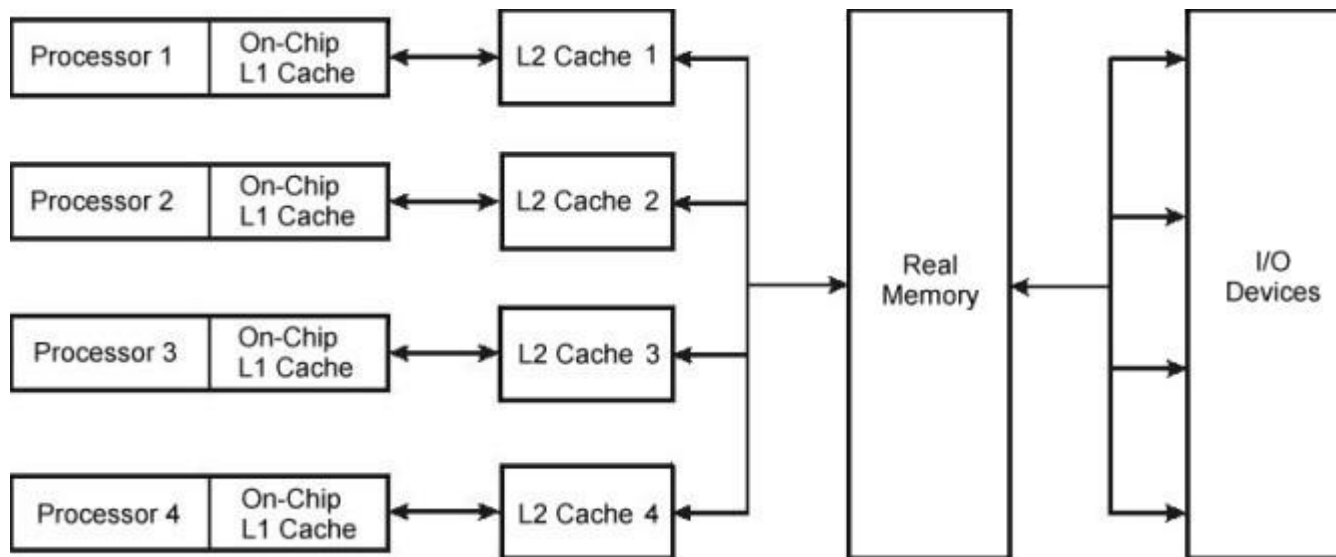 Processor 1
On-Chip
L1 Cache
L2 Cache 1
Processor 2
On-Chip
L1 Cache
L2 Cache 2
Processor 3
On-Chip
L1 Cache
L2 Cache 3
Processor 4
On-Chip
L1 Cache
L2 Cache 4
Real
Memory
I/O
Devices